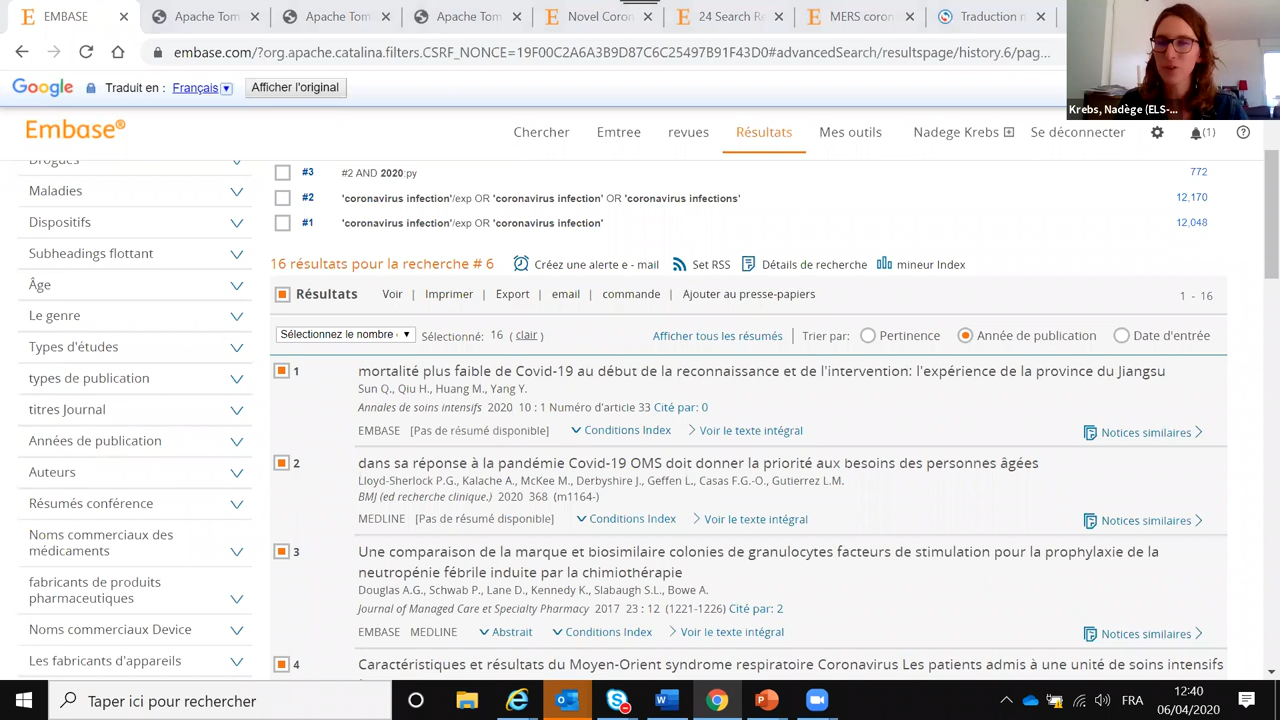 EMBASE
Apache Tom
Apache Tom
Apache Tom
Novel Coron
24 Search R
MERS coron
Traduction n
embase.com/?org.apache.catalina.filters.CSRF_NONCE=19F00C2A6A3B9D87C6C25497B91F43D0#advancedSearch/resultspage/history.6/pag...
Krebs, Nadège (ELS-...
Google Traduit en : Français Afficher l'original
Embase®
Chercher Emtree revues Résultats Mes outils Nadege Krebs Se déconnecter (1)
Drogues
Maladies
Dispositifs
Subheadings flottant
Âge
Le genre
Types d'études
types de publication
titres Journal
Années de publication
Auteurs
Résumés conférence
Noms commerciaux des
médicaments
fabricants de produits
pharmaceutiques
Noms commerciaux Device
Les fabricants d'appareils
#3 #2 AND 2020:py 772
#2 'coronavirus infection'/exp OR 'coronavirus infection' OR 'coronavirus infections' 12,170
#1 'coronavirus infection'/exp OR 'coronavirus infection' 12,048
16 résultats pour la recherche # 6 Créez une alerte e - mail Set RSS Détails de recherche mineur Index
Résultats Voir | Imprimer | Export | email | commande | Ajouter au presse-papiers 1 - 16
Sélectionnez le nombre Sélectionné: 16 ( clair ) Afficher tous les résumés | Trier par: Pertinence Année de publication Date d'entrée
1 mortalité plus faible de Covid-19 au début de la reconnaissance et de l'intervention: l'expérience de la province du Jiangsu
Sun Q., Qiu H., Huang M., Yang Y.
Annales de soins intensifs 2020 10 : 1 Numéro d'article 33 Cité par: 0
EMBASE [Pas de résumé disponible] Conditions Index Voir le texte intégral Notices similaires
2 dans sa réponse à la pandémie Covid-19 OMS doit donner la priorité aux besoins des personnes âgées
Lloyd-Sherlock P.G., Kalache A., McKee M., Derbyshire J., Geffen L., Casas F.G.-O., Gutierrez L.M.
BMJ (ed recherche clinique.) 2020 368 (m1164-)
MEDLINE [Pas de résumé disponible] Conditions Index Voir le texte intégral Notices similaires
3 Une comparaison de la marque et biosimilaire colonies de granulocytes facteurs de stimulation pour la prophylaxie de la
neutropénie fébrile induite par la chimiothérapie
Douglas A.G., Schwab P., Lane D., Kennedy K., Slabaugh S.L., Bowe A.
Journal of Managed Care et Specialty Pharmacy 2017 23 : 12 (1221-1226) Cité par: 2
EMBASE MEDLINE Abstrait Conditions Index Voir le texte intégral Notices similaires
4 Caractéristiques et résultats du Moyen-Orient syndrome respiratoire Coronavirus Les patients admis à une unité de soins intensifs
Taper ici pour rechercher
FRA
12:40
06/04/2020